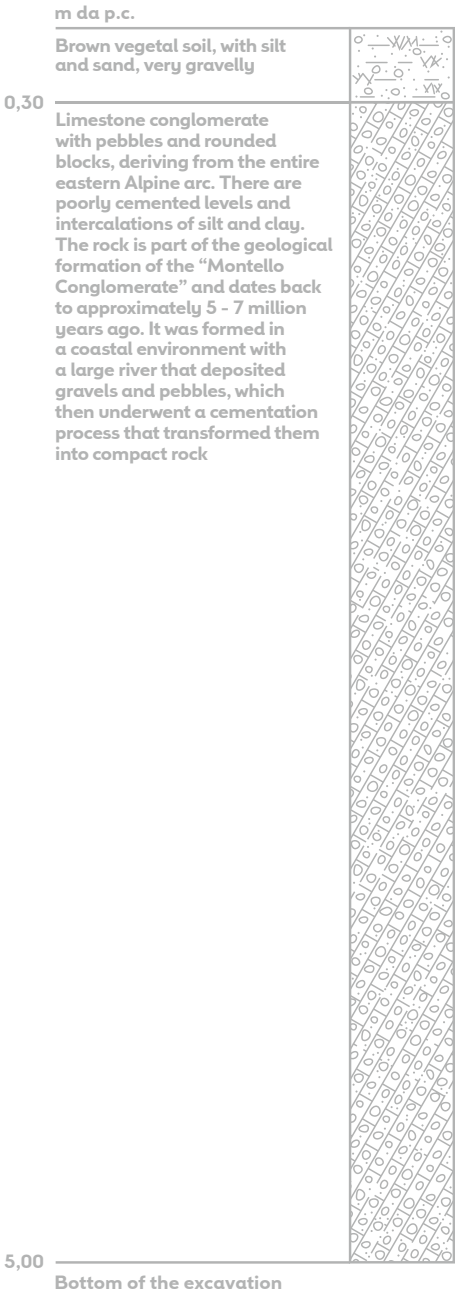 m da p.c.
Brown vegetal soil, with silt
and sand, very gravelly
0,30
Limestone conglomerate
with pebbles and rounded
blocks, deriving from the entire
eastern Alpine arc. There are
poorly cemented levels and
intercalations of silt and clay.
The rock is part of the geological
formation of the “Montello
Conglomerate” and dates back
to approximately 5 - 7 million
years ago. It was formed in
a coastal environment with
a large river that deposited
gravels and pebbles, which
then underwent a cementation
process that transformed them
into compact rock
5,00
Bottom of the excavation